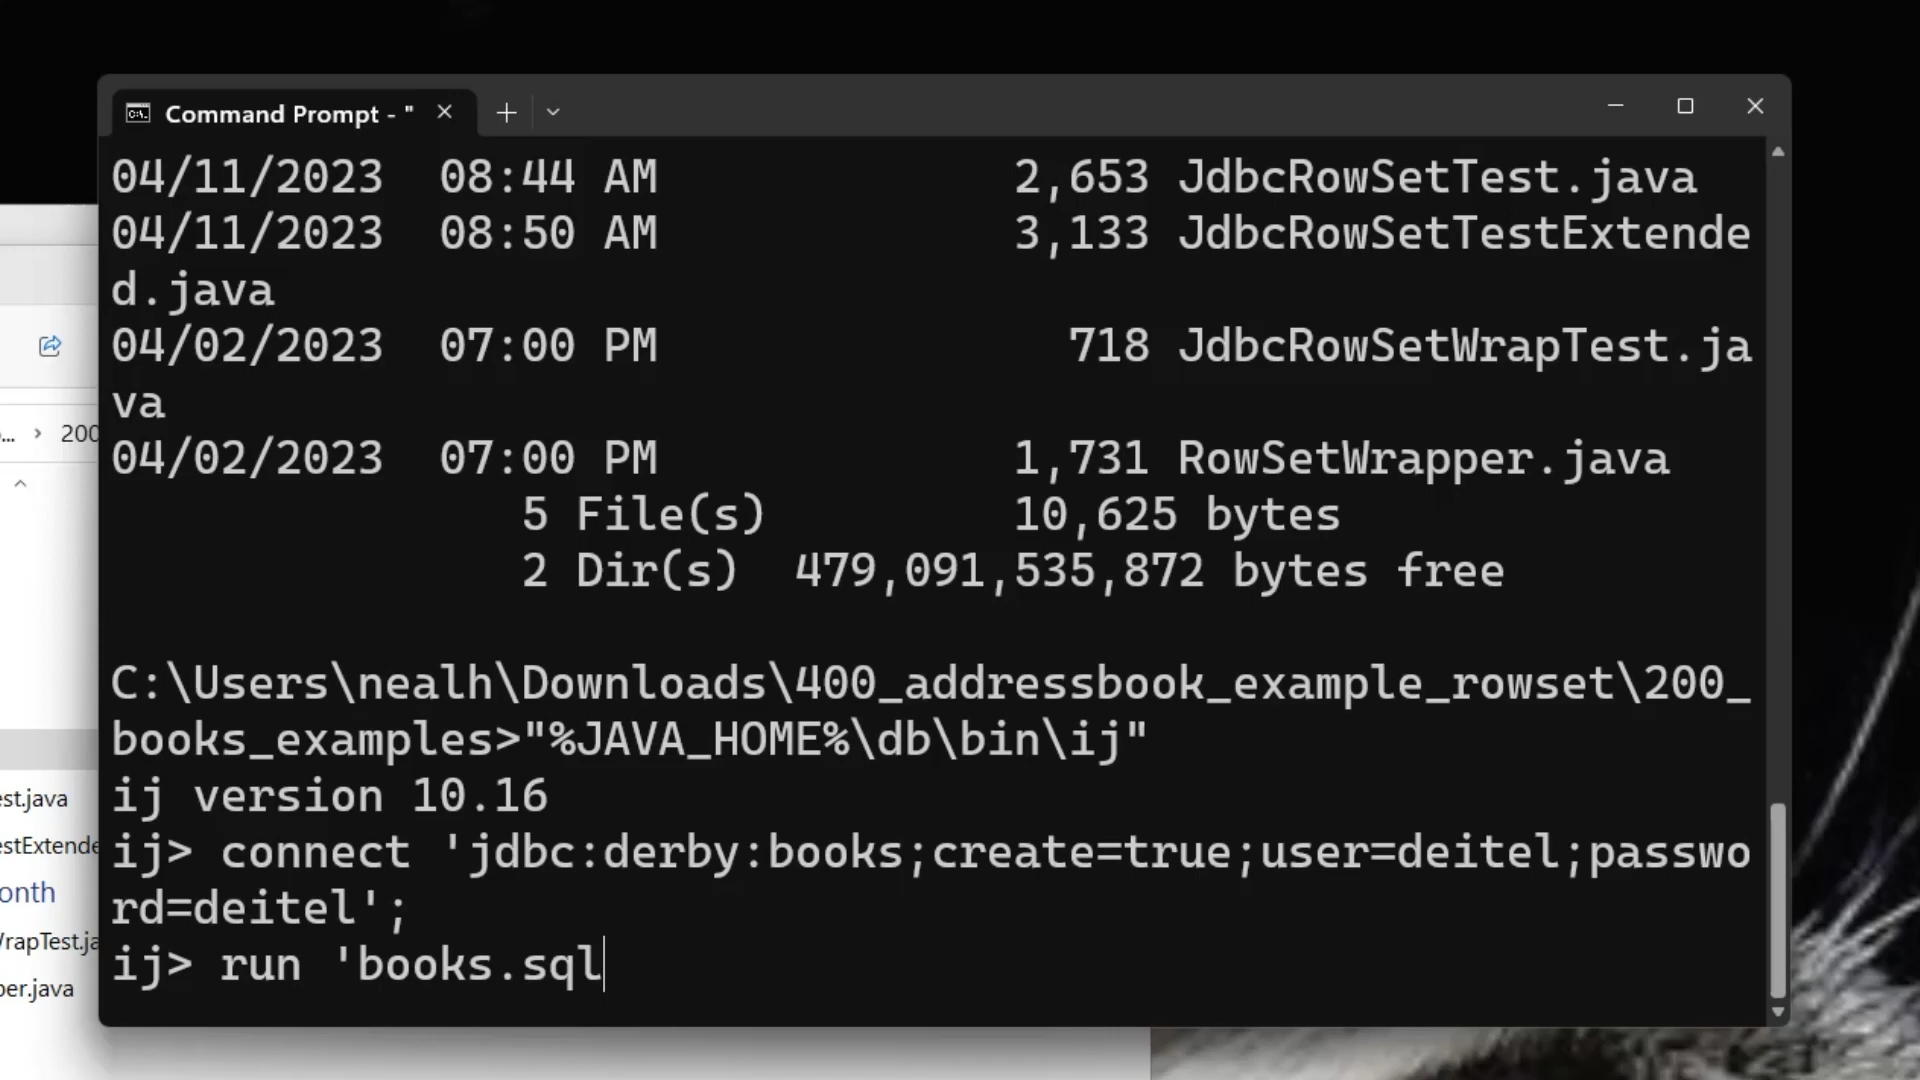 Command Prompt - "
04/11/2023  08:44 AM             2,653 JdbcRowSetTest.java
04/11/2023  08:50 AM             3,133 JdbcRowSetTestExtende
d.java
04/02/2023  07:00 PM               718 JdbcRowSetWrapTest.ja
va
04/02/2023  07:00 PM             1,731 RowSetWrapper.java
               5 File(s)         10,625 bytes
               2 Dir(s)  479,091,535,872 bytes free
C:\Users\nealh\Downloads\400_addressbook_example_rowset\200_
books_examples>"%JAVA_HOME%\db\bin\ij"
ij version 10.16
ij> connect 'jdbc:derby:books;create=true;user=deitel;passwo
rd=deitel';
ij> run 'books.sql
... › 200
est.java
estExtende
onth
WrapTest.ja
per.java